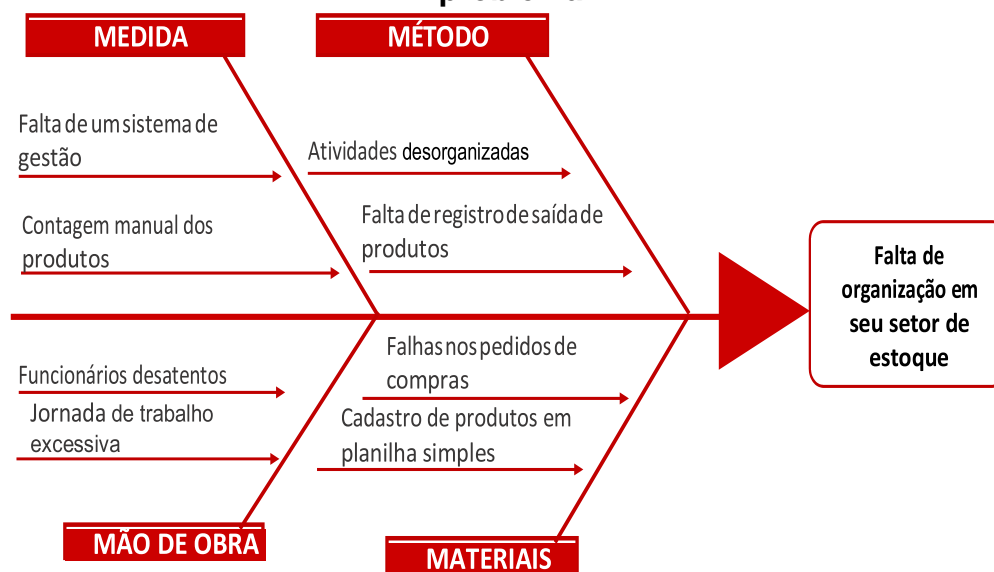 MEDIDA
MÉTODO
Falta de um sistema de
gestão
Atividades desorganizadas
Contagem manual dos
produtos
Falta de registro de saída de
produtos
Falta de
organização em
seu setor de
estoque
Funcionários desatentos
Jornada de trabalho
excessiva
Falhas nos pedidos de
compras
Cadastro de produtos em
planilha simples
MÃO DE OBRA
MATERIAIS